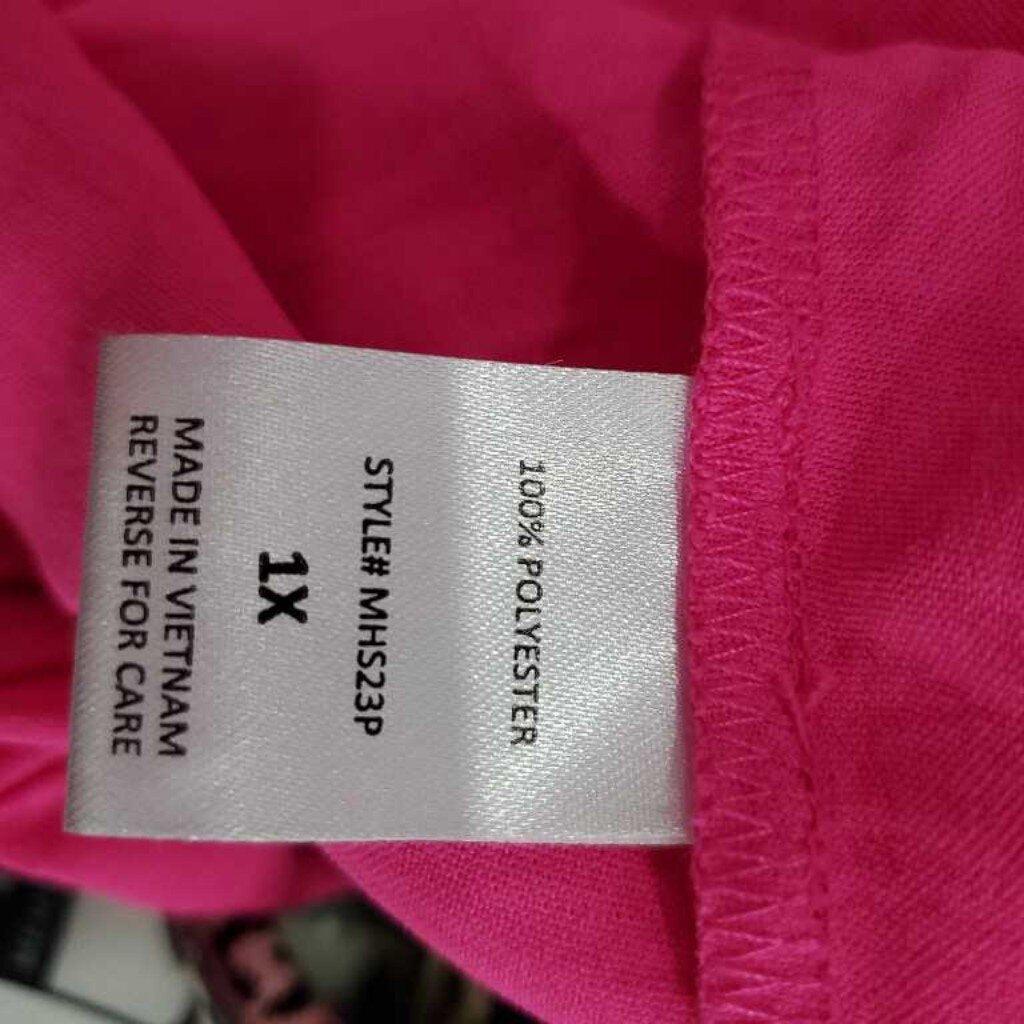 100% POLYESTER
STYLE# MHS23P
1X
MADE IN VIETNAM
REVERSE FOR CARE